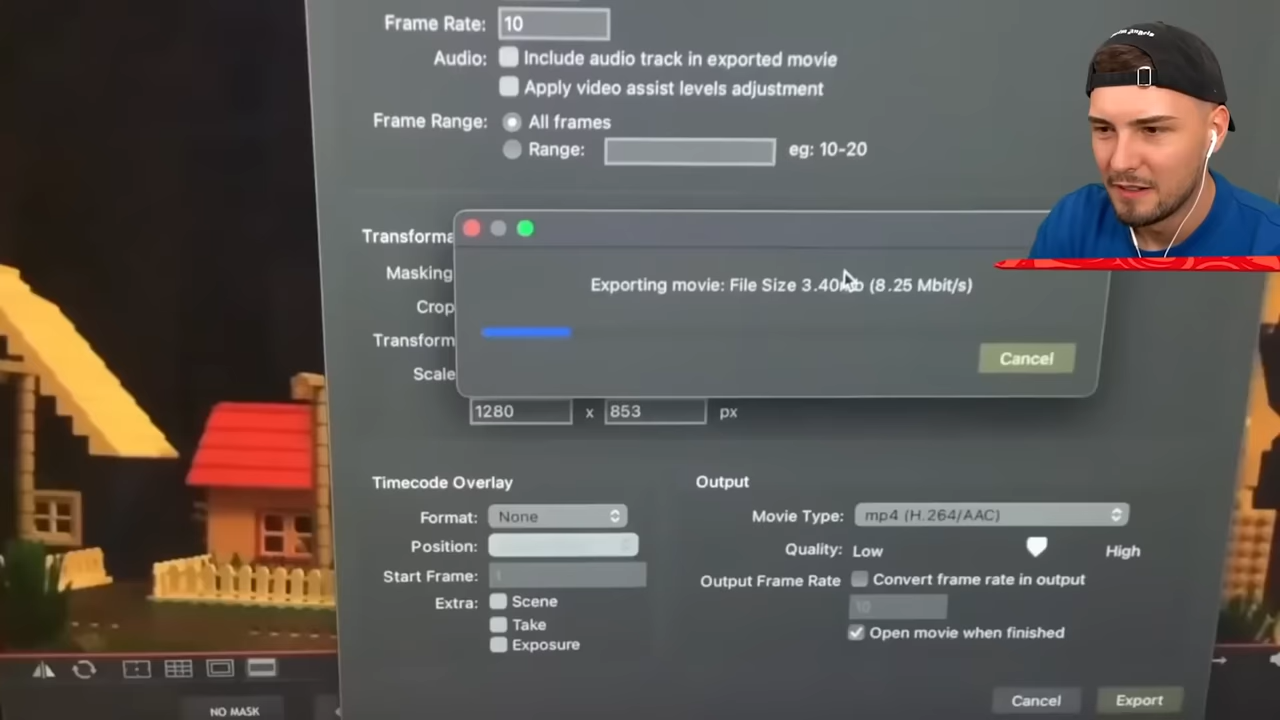 Frame Rate: 10
Audio: Include audio track in exported movie
Apply video assist levels adjustment
Frame Range: All frames
Range: eg: 10-20
Transforma
Masking
Exporting movie: File Size 3.40 (8.25 Mbit/s)
Crop
Transform
Cancel
Scale
1280 x 853 px
Timecode Overlay
Format: None
Position:
Start Frame:
Extra: Scene
Take
Exposure
Output
Movie Type: mp4 (H.264/AAC)
Quality: Low High
Output Frame Rate Convert frame rate in output
10
Open movie when finished
Cancel Export
NO MASK